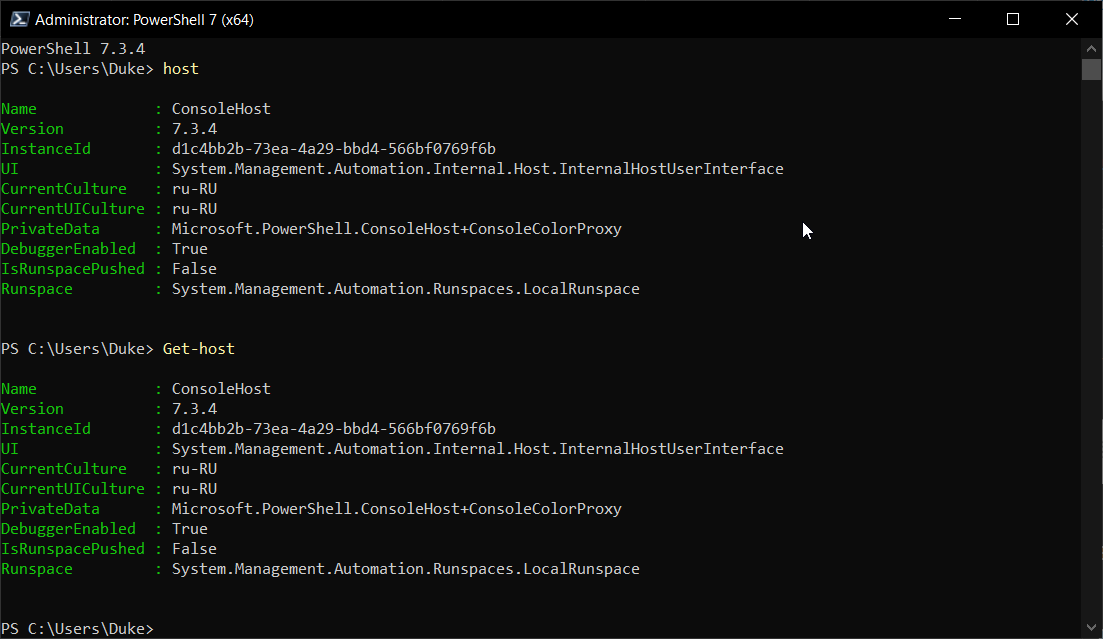 Administrator: PowerShell 7 (x64)
PowerShell 7.3.4
PS C:\Users\Duke> host
Name             : ConsoleHost
Version          : 7.3.4
InstanceId       : d1c4bb2b-73ea-4a29-bbd4-566bf0769f6b
UI               : System.Management.Automation.Internal.Host.InternalHostUserInterface
CurrentCulture   : ru-RU
CurrentUICulture : ru-RU
PrivateData      : Microsoft.PowerShell.ConsoleHost+ConsoleColorProxy
DebuggerEnabled  : True
IsRunspacePushed : False
Runspace         : System.Management.Automation.Runspaces.LocalRunspace
PS C:\Users\Duke> Get-host
Name             : ConsoleHost
Version          : 7.3.4
InstanceId       : d1c4bb2b-73ea-4a29-bbd4-566bf0769f6b
UI               : System.Management.Automation.Internal.Host.InternalHostUserInterface
CurrentCulture   : ru-RU
CurrentUICulture : ru-RU
PrivateData      : Microsoft.PowerShell.ConsoleHost+ConsoleColorProxy
DebuggerEnabled  : True
IsRunspacePushed : False
Runspace         : System.Management.Automation.Runspaces.LocalRunspace
PS C:\Users\Duke>